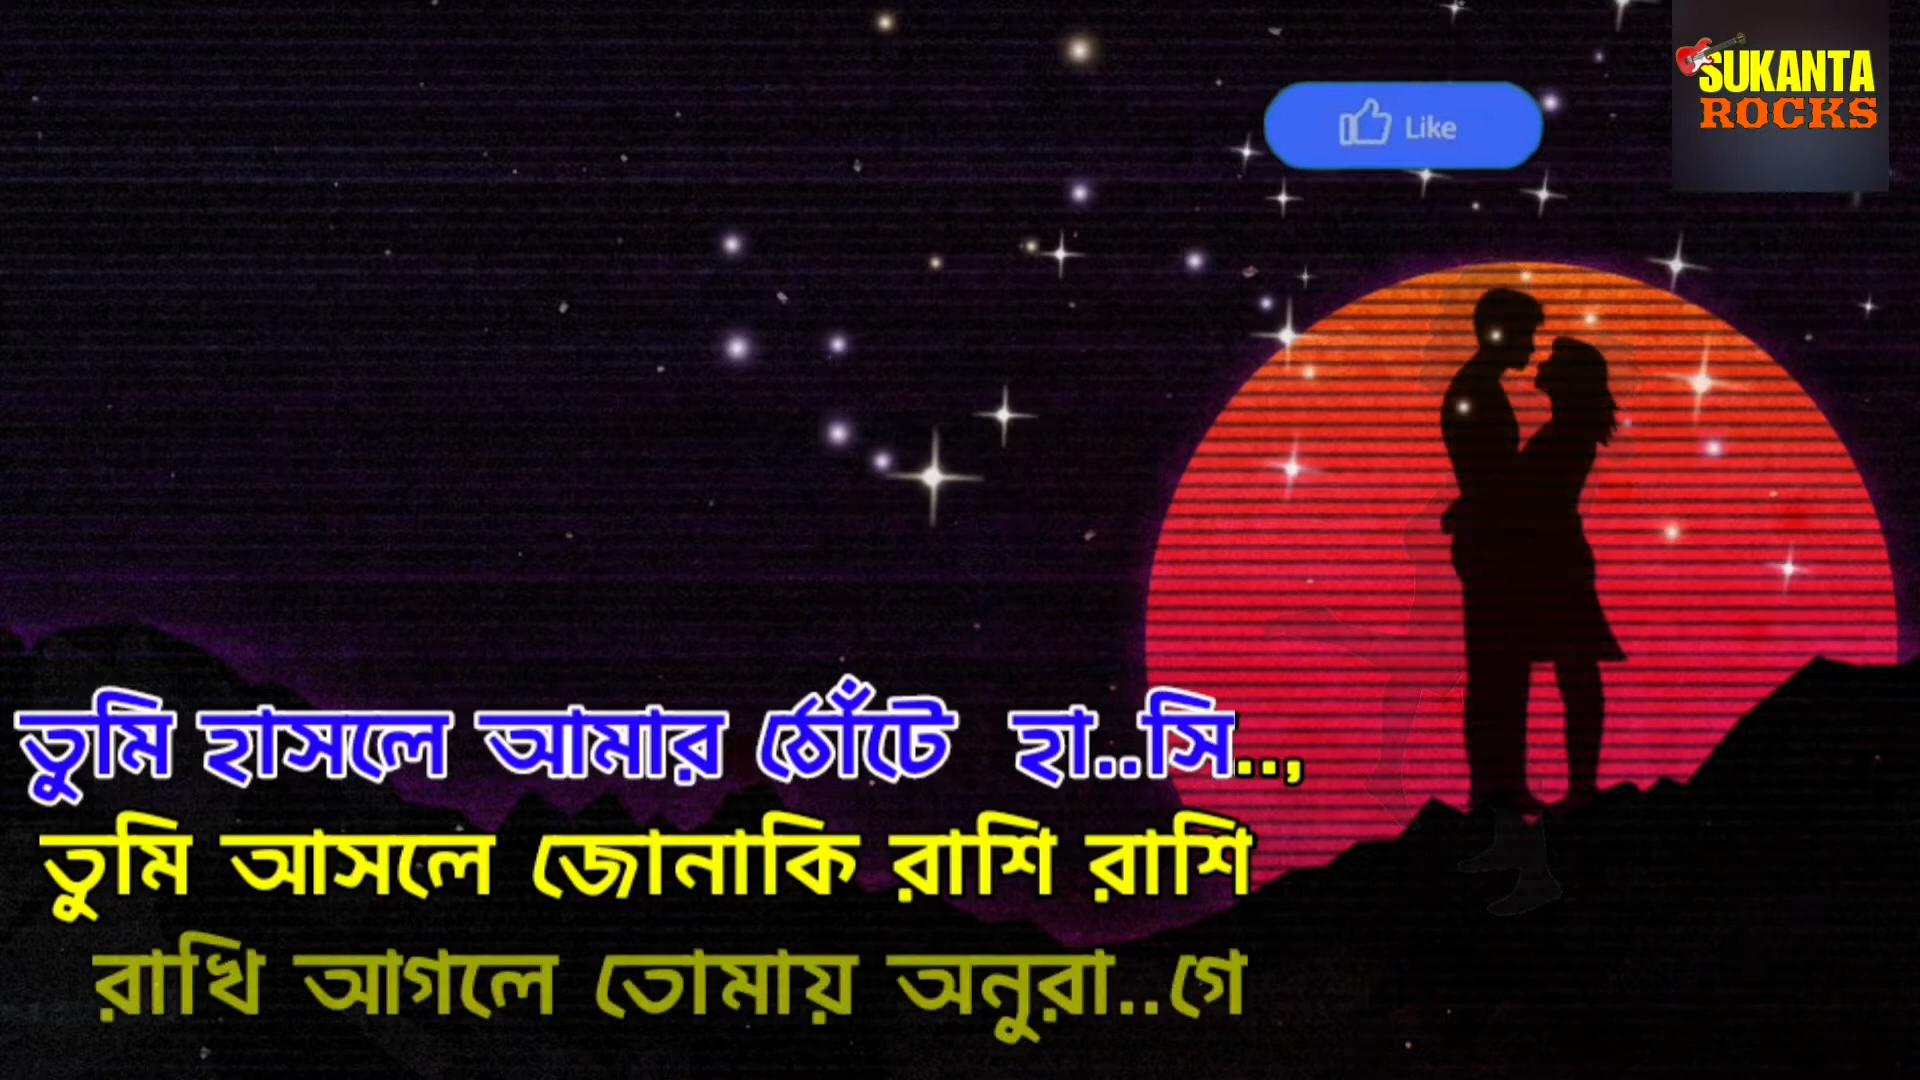 SUKANTA
ROCKS
Like
তুমি হাসলে আমার ঠোঁটে হা..সি..,
তুমি আসলে জোনাকি রাশি রাশি
রাখি আগলে তোমায় অনুরা..গে